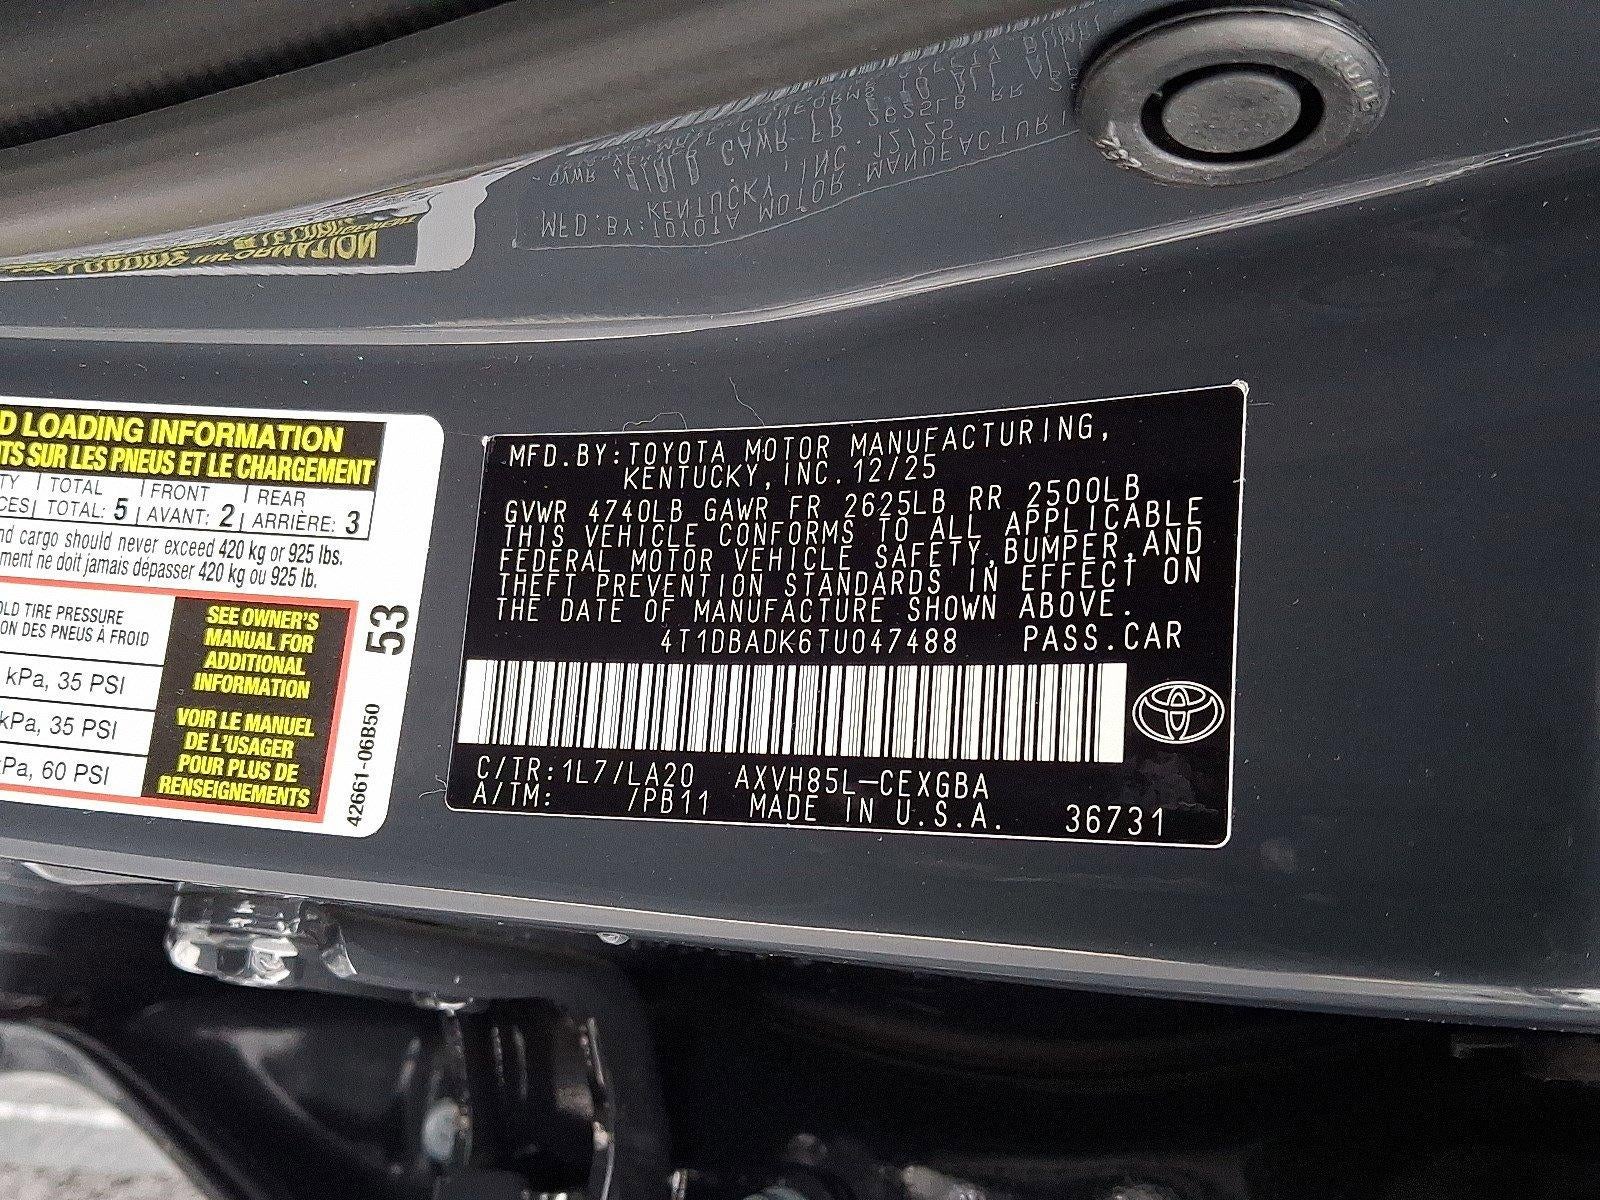 D LOADING INFORMATION
TS SUR LES PNEUS ET LE CHARGEMENT
TY TOTAL FRONT REAR
CES TOTAL: 5 AVANT: 2 ARRIÈRE: 3
nd cargo should never exceed 420 kg or 925 lbs.
ment ne doit jamais dépasser 420 kg ou 925 lb.
OLD TIRE PRESSURE
ON DES PNEUS À FROID
kPa, 35 PSI
kPa, 35 PSI
kPa, 60 PSI
SEE OWNER'S
MANUAL FOR
ADDITIONAL
INFORMATION
VOIR LE MANUEL
DE L'USAGER
POUR PLUS DE
RENSEIGNEMENTS
53
42661-06B50
MFD.BY:TOYOTA MOTOR MANUFACTURING,
KENTUCKY,INC.12/25
GVWR 4740LB GAWR FR 2625LB RR 2500LB
THIS VEHICLE CONFORMS TO ALL APPLICABLE
FEDERAL MOTOR VEHICLE SAFETY,BUMPER,AND
THEFT PREVENTION STANDARDS IN EFFECT ON
THE DATE OF MANUFACTURE SHOWN ABOVE.
4T1DBADK6TU047488 PASS.CAR
C/TR:1L7/LA20 AXVH85L-CEXGBA
A/TM: /PB11 MADE IN U.S.A. 36731